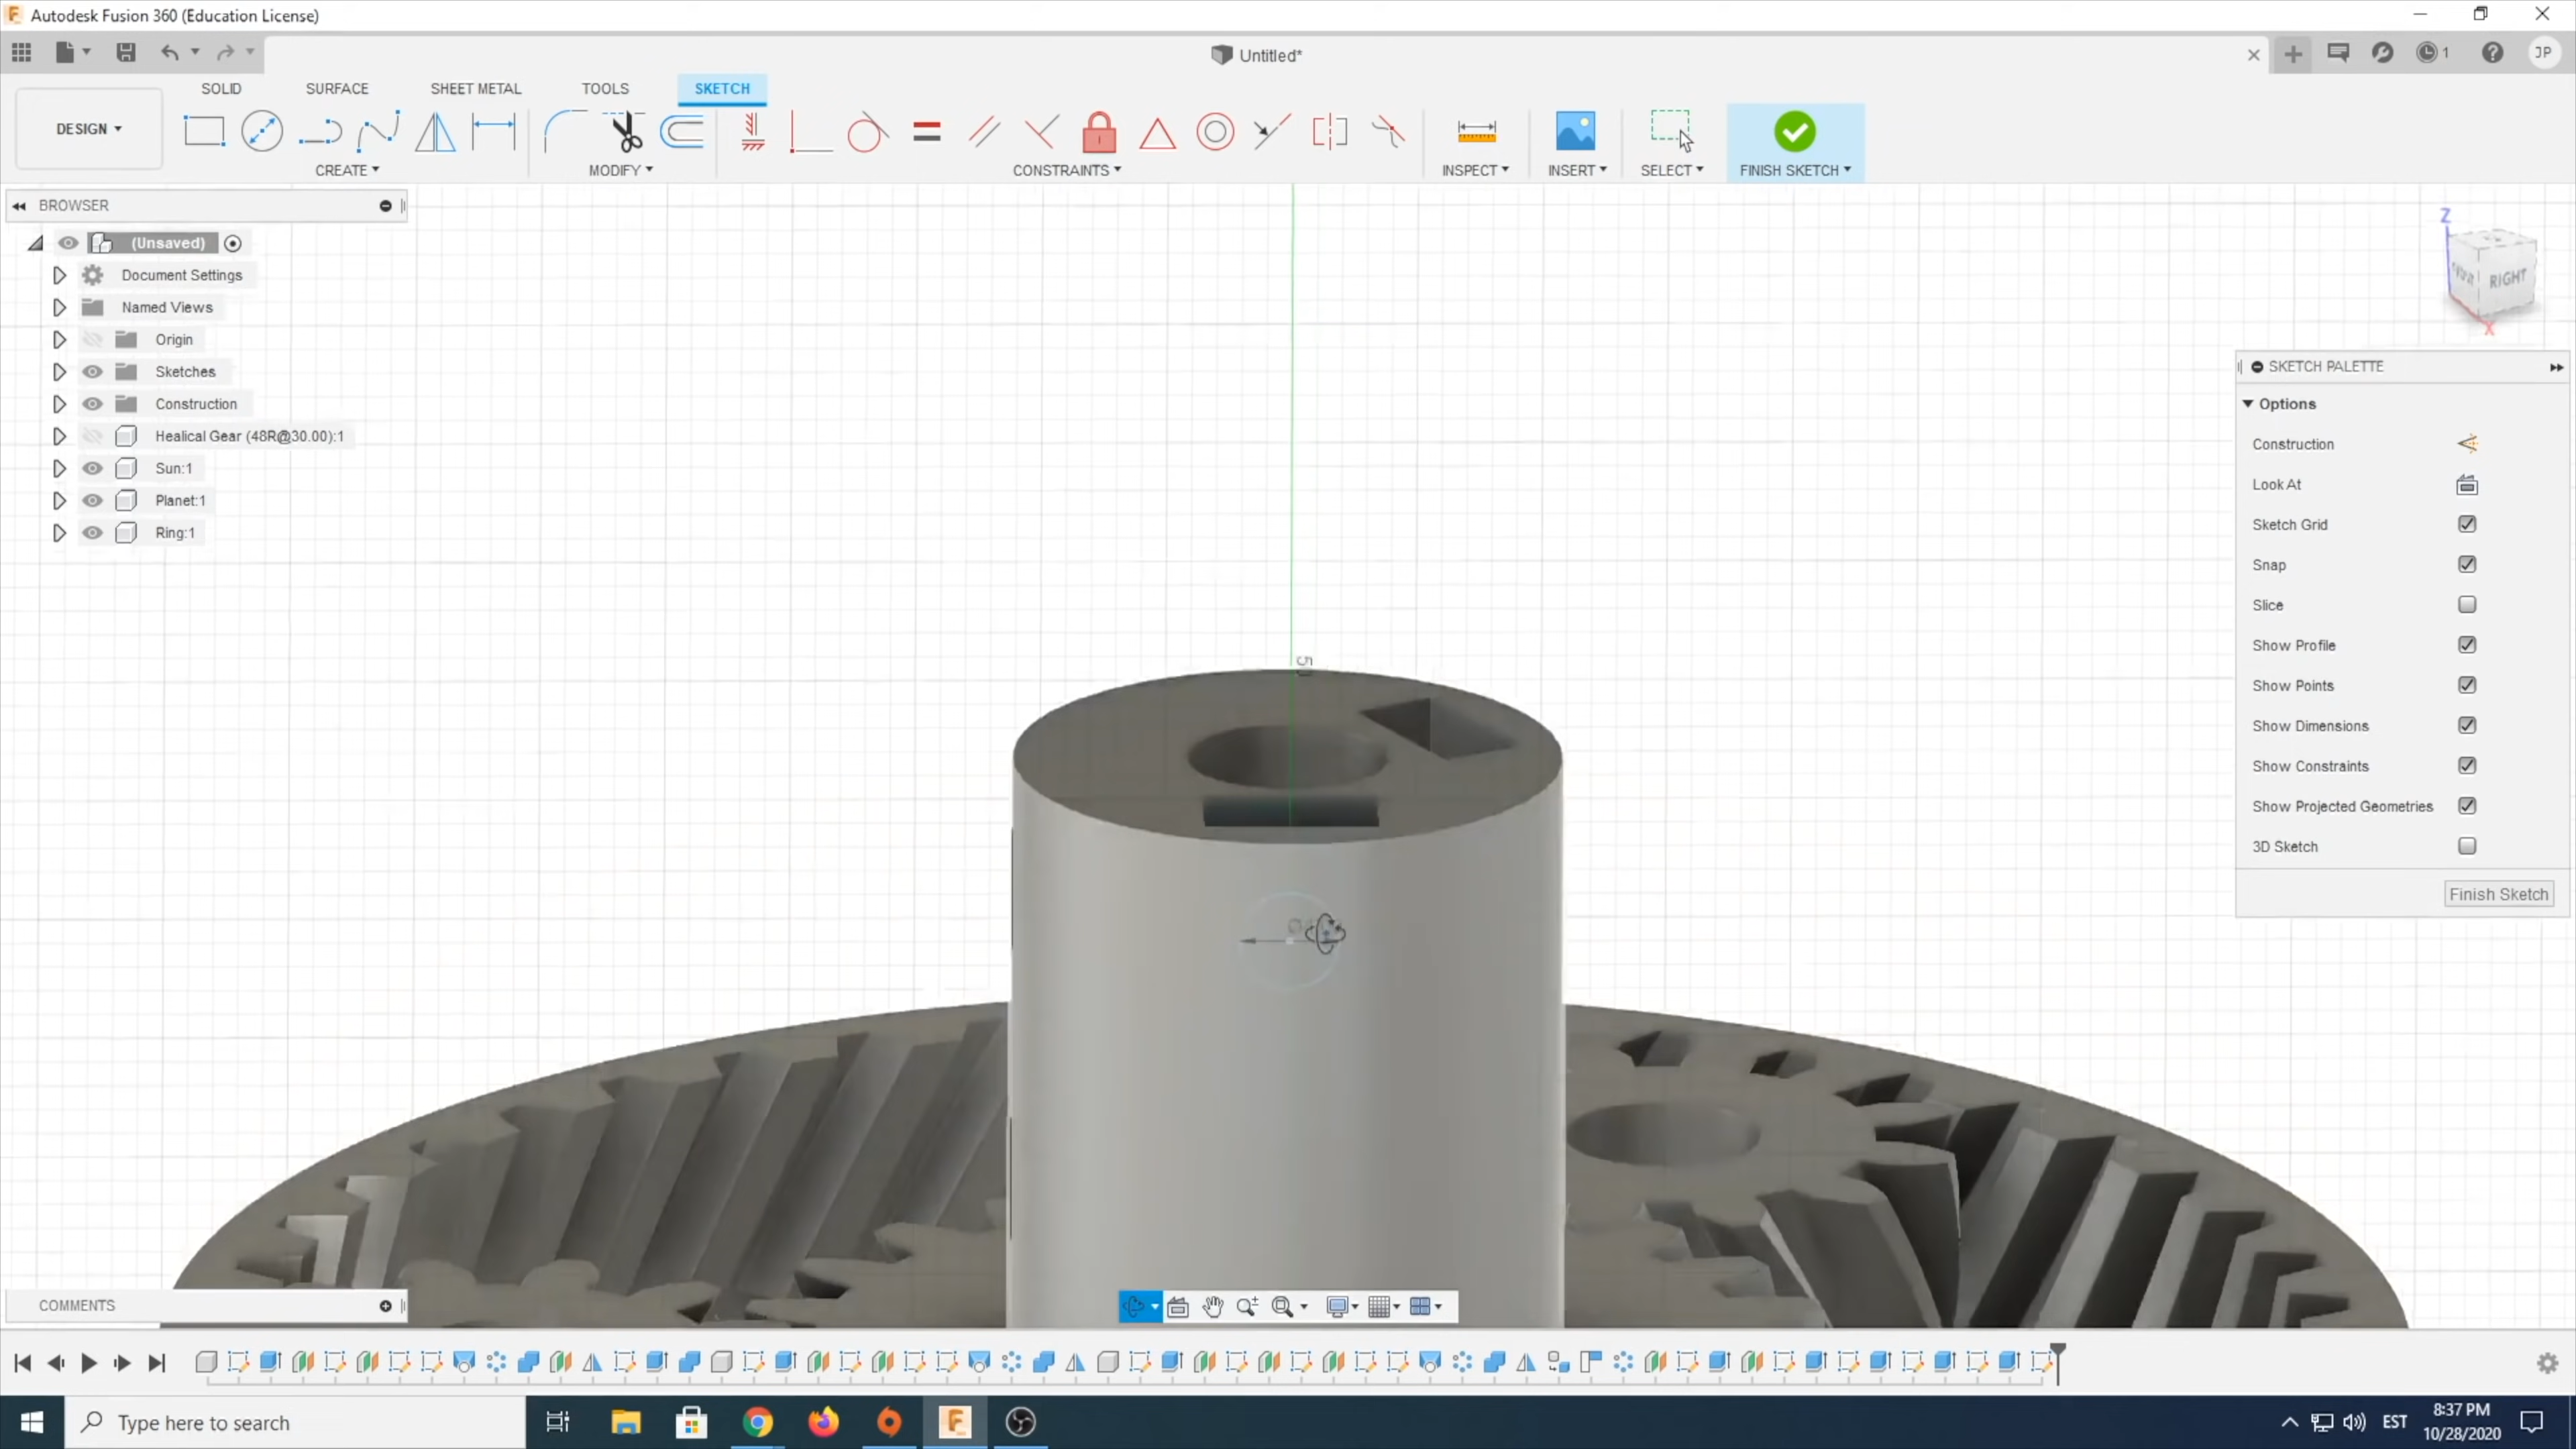 Autodesk Fusion 360 (Education License)
Untitled*
1
JP
SOLID SURFACE SHEET METAL TOOLS SKETCH
DESIGN
CREATE MODIFY CONSTRAINTS INSPECT INSERT SELECT FINISH SKETCH
BROWSER
(Unsaved)
Document Settings
Named Views
Origin
Sketches
Construction
Healical Gear (48R@30.00):1
Sun:1
Planet:1
Ring:1
Z
RIGHT
X
SKETCH PALETTE
Options
Construction
Look At
Sketch Grid
Snap
Slice
Show Profile
Show Points
Show Dimensions
Show Constraints
Show Projected Geometries
3D Sketch
Finish Sketch
COMMENTS
Type here to search
EST
8:37 PM
10/28/2020